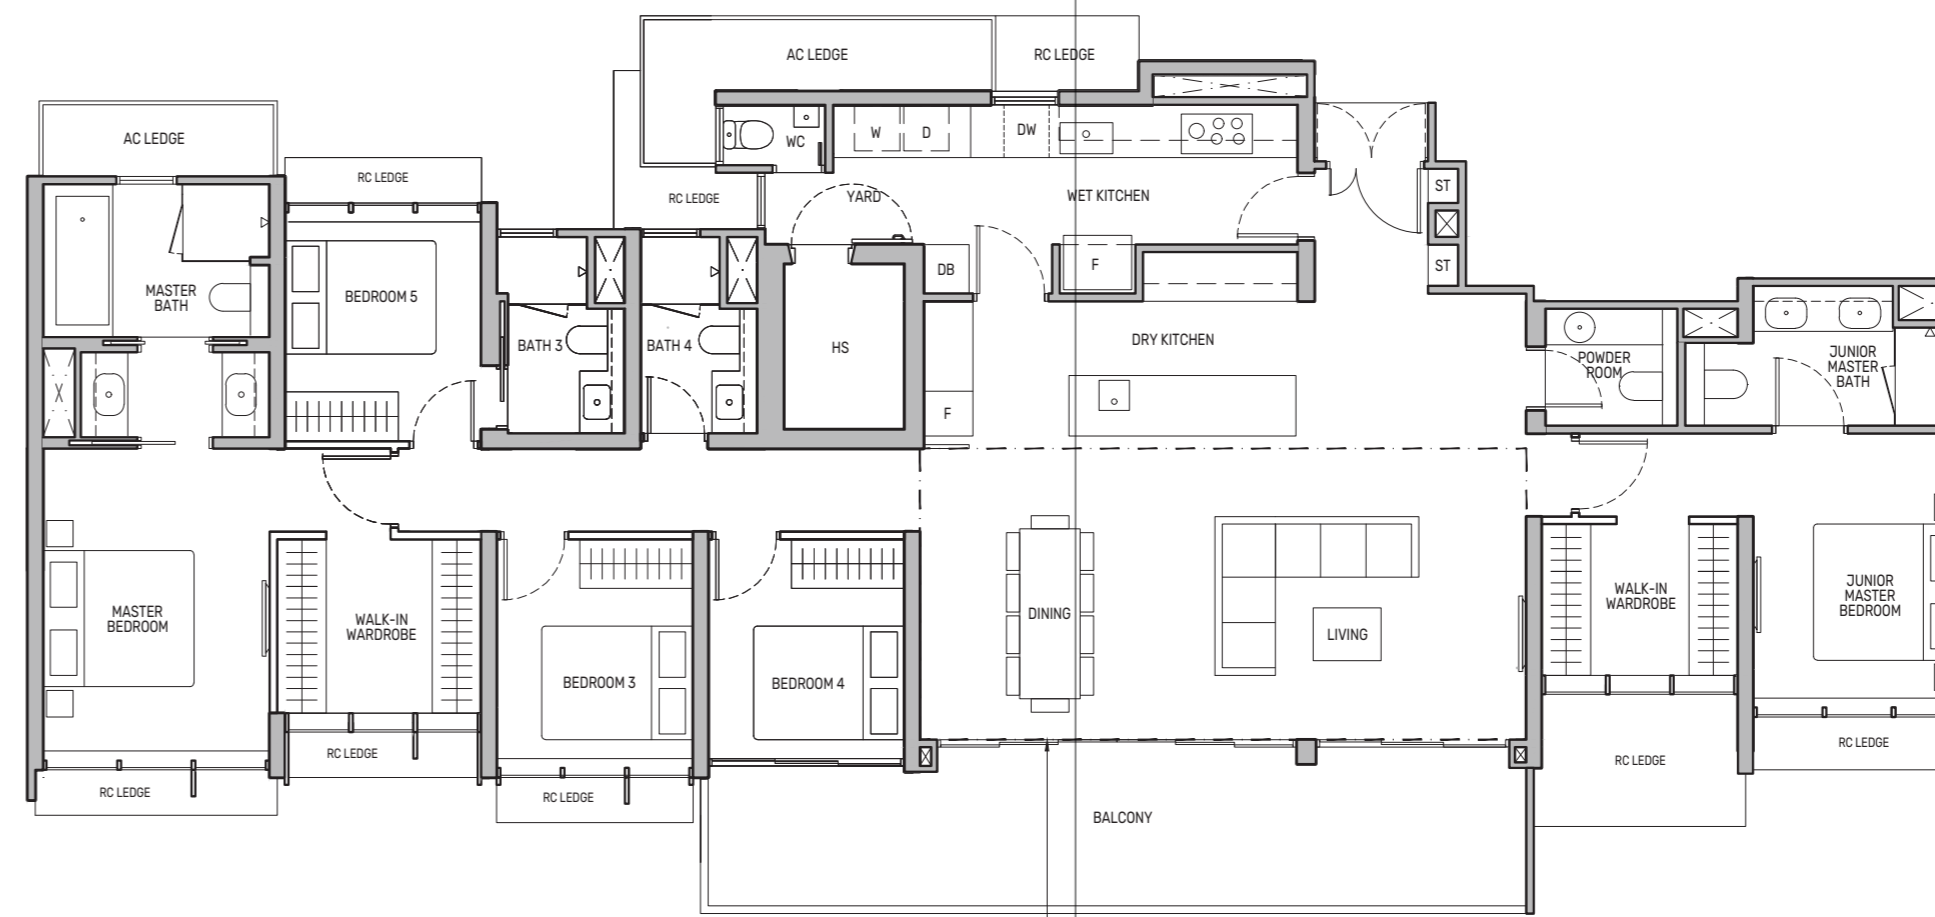 AC LEDGE
RC LEDGE
AC LEDGE
W
D
DW
WC
RC LEDGE
ST
RC LEDGE
YARD
WET KITCHEN
DB
F
ST
MASTER
BATH
BEDROOM 5
BATH 3
BATH 4
HS
DRY KITCHEN
POWDER
ROOM
JUNIOR
MASTER
BATH
F
MASTER
BEDROOM
WALK-IN
WARDROBE
DINING
LIVING
WALK-IN
WARDROBE
JUNIOR
MASTER
BEDROOM
BEDROOM 3
BEDROOM 4
RC LEDGE
RC LEDGE
RC LEDGE
RC LEDGE
RC LEDGE
BALCONY